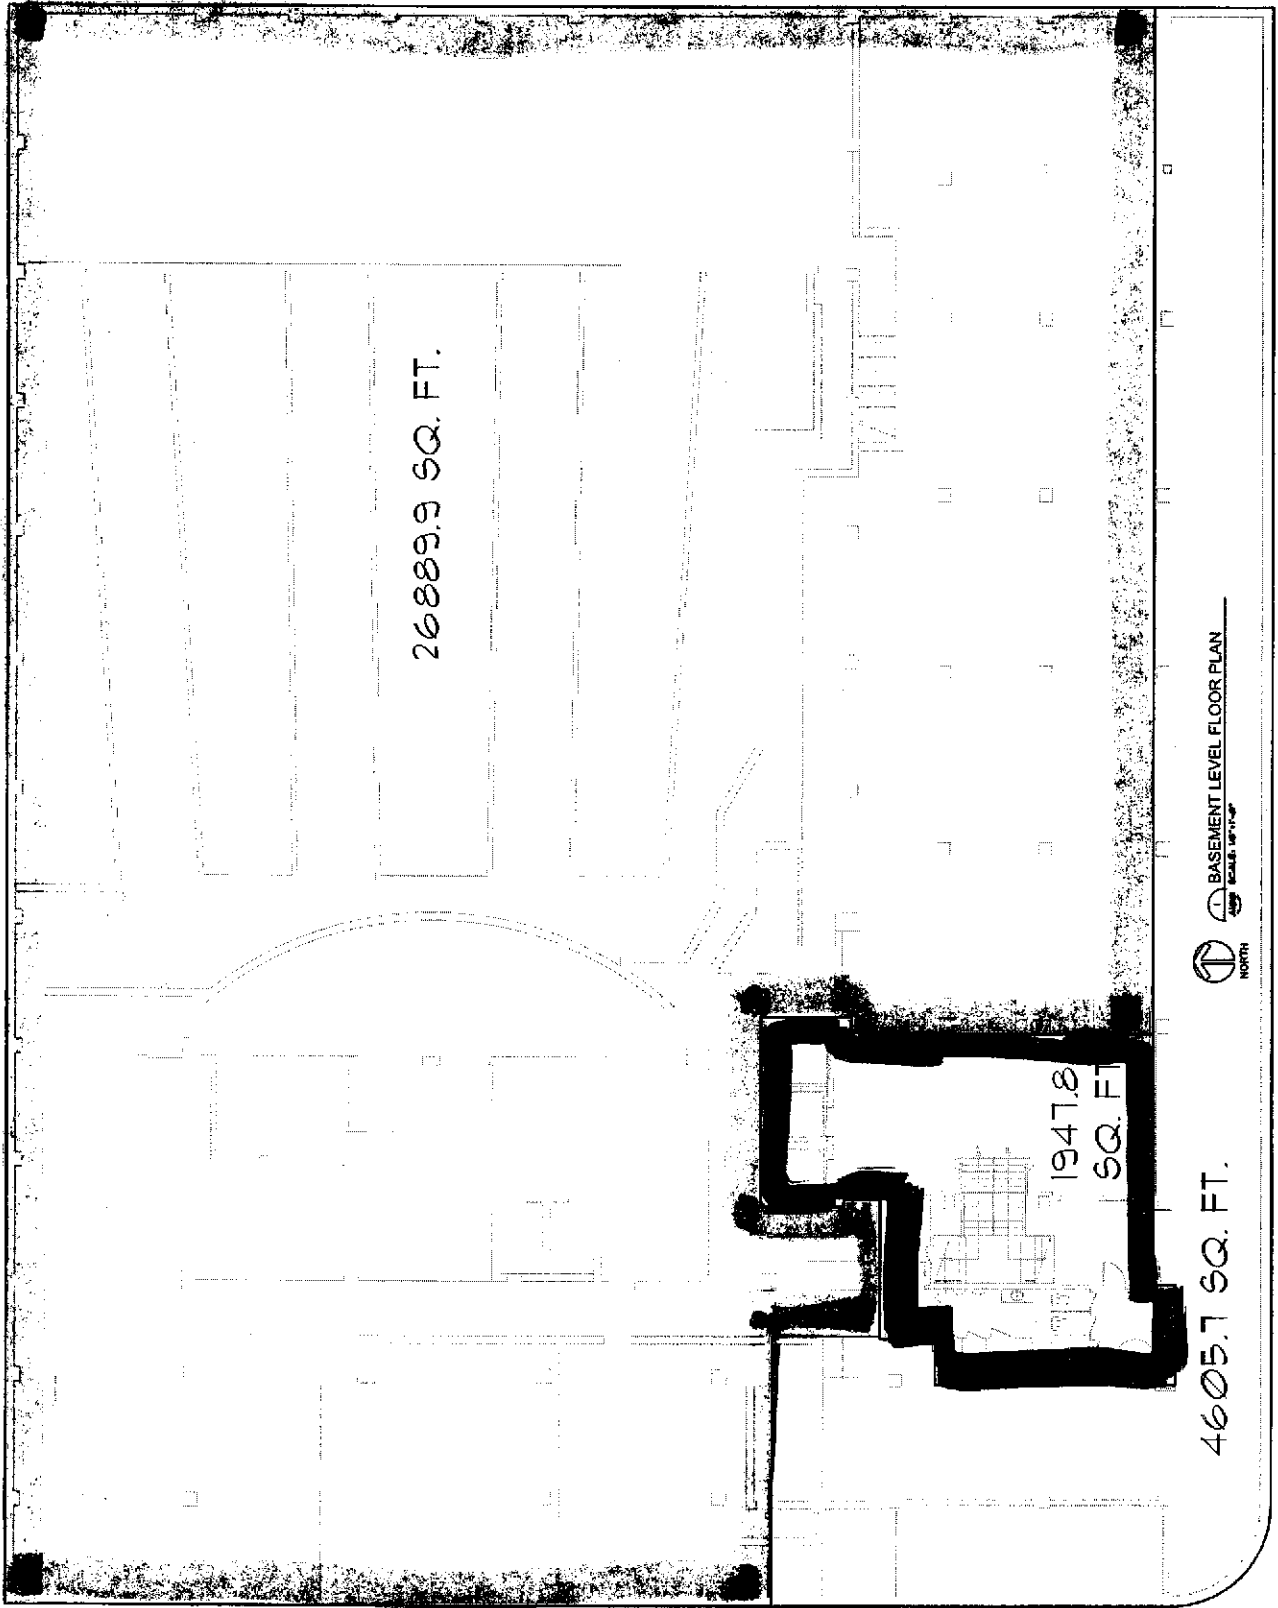 26889.9 SQ. FT.
1947.8
SQ. FT
4605.7 SQ. FT.
BASEMENT LEVEL FLOOR PLAN
NORTH